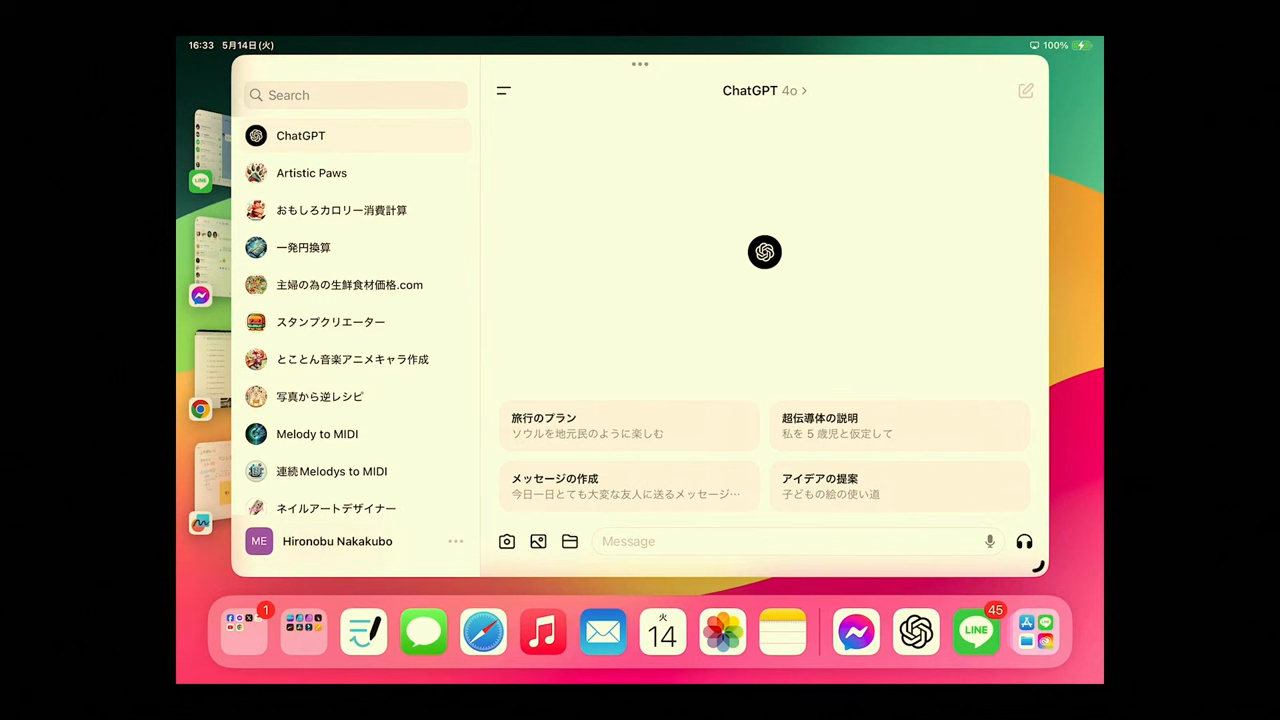 16:33 5月14日(火)
100%
Search
ChatGPT 4o >
ChatGPT
Artistic Paws
おもしろカロリー消費計算
一発円換算
主婦の為の生鮮食材価格.com
スタンプクリエーター
とことん音楽アニメキャラ作成
写真から逆レシピ
Melody to MIDI
連続Melodys to MIDI
ネイルアートデザイナー
ME Hironobu Nakakubo
旅行のプラン
ソウルを地元民のように楽しむ
超伝導体の説明
私を 5 歳児と仮定して
メッセージの作成
今日一日とても大変な友人に送るメッセージ…
アイデアの提案
子どもの絵の使い道
Message
LINE
1
火
14
45
LINE